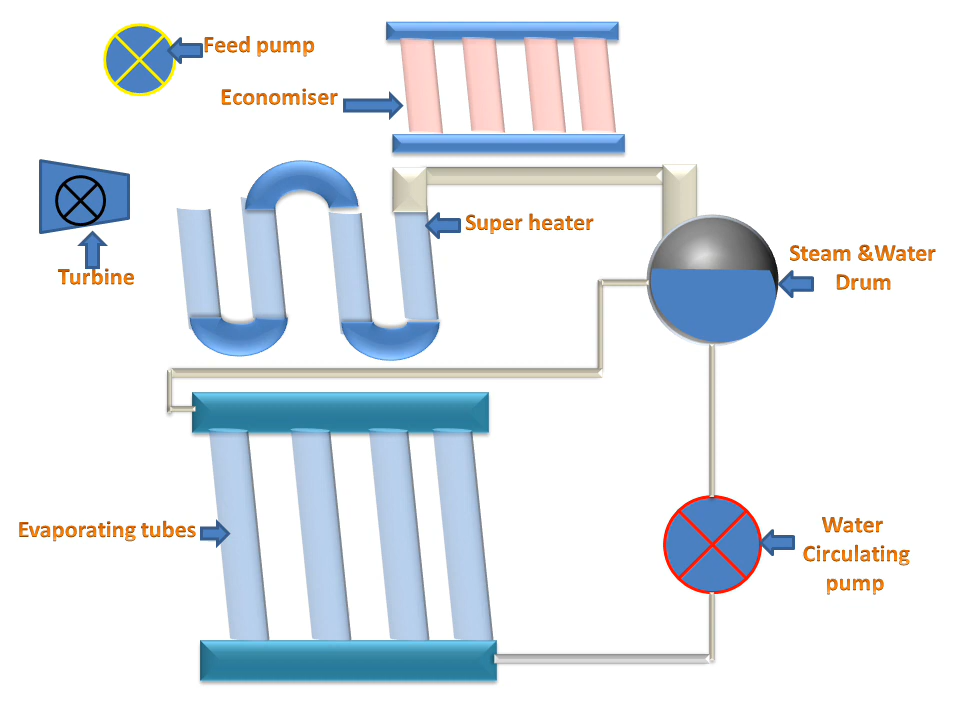 Feed pump
Economiser
Super heater
Turbine
Steam &Water
Drum
Evaporating tubes
Water
Circulating
pump